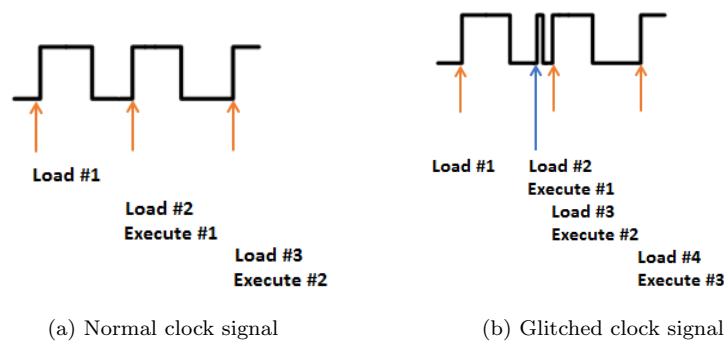 Load #1
Load #2
Execute #1
Load #3
Execute #2
(a) Normal clock signal
Load #1
Load #2
Execute #1
Load #3
Execute #2
Load #4
Execute #3
(b) Glitched clock signal